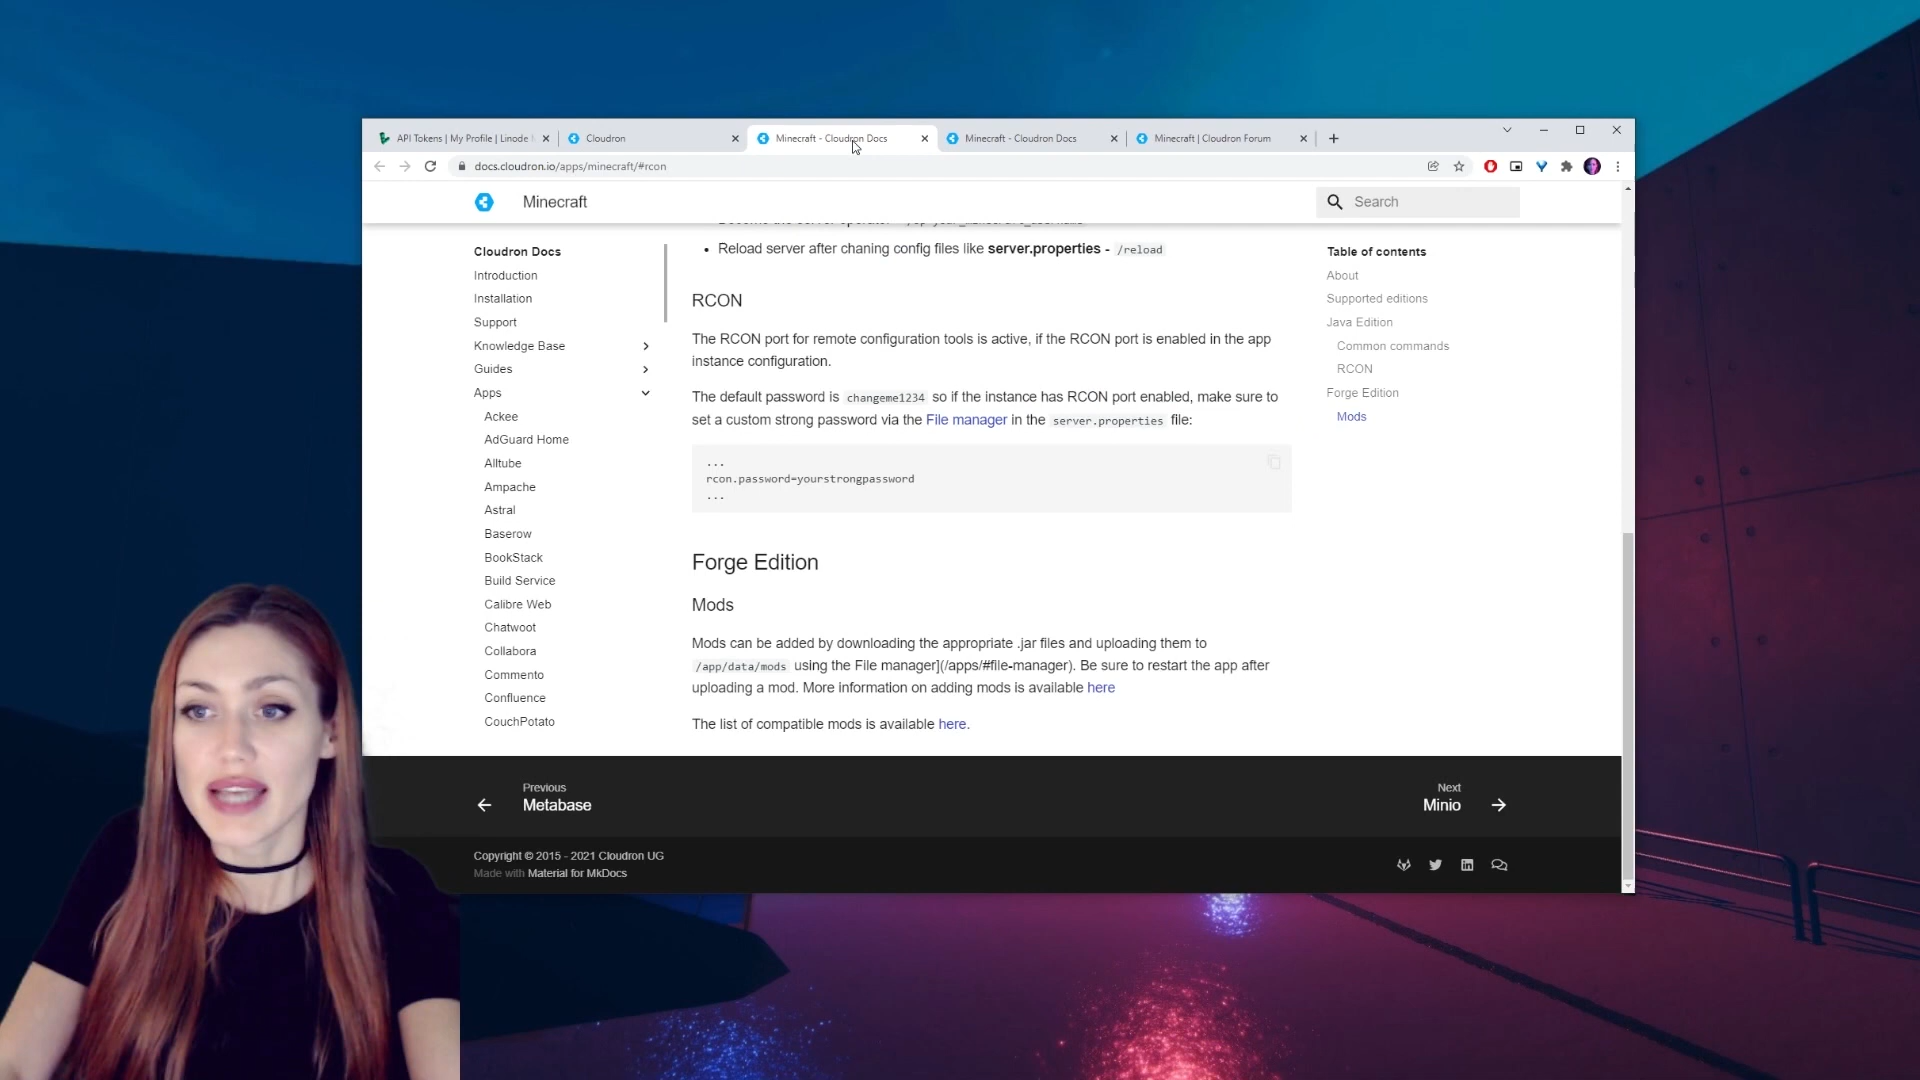 API Tokens | My Profile | Linode
Cloudron
Minecraft - Cloudron Docs
Minecraft - Cloudron Docs
Minecraft | Cloudron Forum
docs.cloudron.io/apps/minecraft/#rcon
Minecraft
Search
Cloudron Docs
Introduction
Installation
Support
Knowledge Base
Guides
Apps
Ackee
AdGuard Home
Alltube
Ampache
Astral
Baserow
BookStack
Build Service
Calibre Web
Chatwoot
Collabora
Commento
Confluence
CouchPotato
• Reload server after chaning config files like server.properties - /reload
RCON
The RCON port for remote configuration tools is active, if the RCON port is enabled in the app
instance configuration.
The default password is changeme1234 so if the instance has RCON port enabled, make sure to
set a custom strong password via the File manager in the server.properties file:
...
rcon.password=yourstrongpassword
...
Forge Edition
Mods
Mods can be added by downloading the appropriate .jar files and uploading them to
/app/data/mods using the File manager](/apps/#file-manager). Be sure to restart the app after
uploading a mod. More information on adding mods is available here
The list of compatible mods is available here.
Table of contents
About
Supported editions
Java Edition
Common commands
RCON
Forge Edition
Mods
Previous
Metabase
Next
Minio
Copyright © 2015 - 2021 Cloudron UG
Made with Material for MkDocs